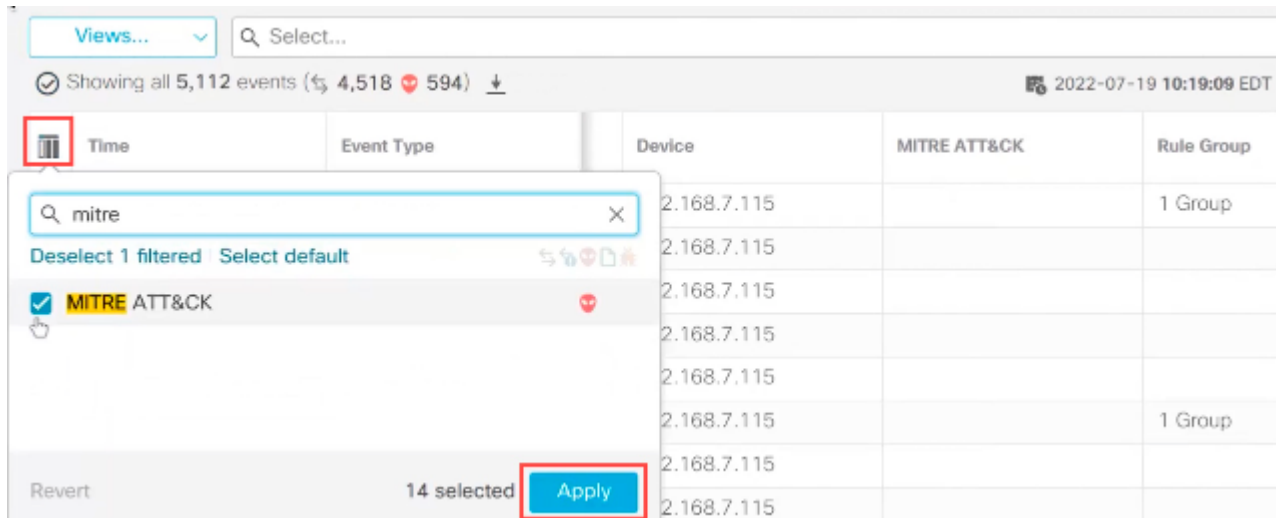 Views...
Select...
Showing all 5,112 events (4,518 594)
2022-07-19 10:19:09 EDT
Time Event Type Device MITRE ATT&CK Rule Group
mitre
Deselect 1 filtered Select default
MITRE ATT&CK
Revert 14 selected Apply
2.168.7.115 1 Group
2.168.7.115
2.168.7.115
2.168.7.115
2.168.7.115
2.168.7.115 1 Group
2.168.7.115
2.168.7.115